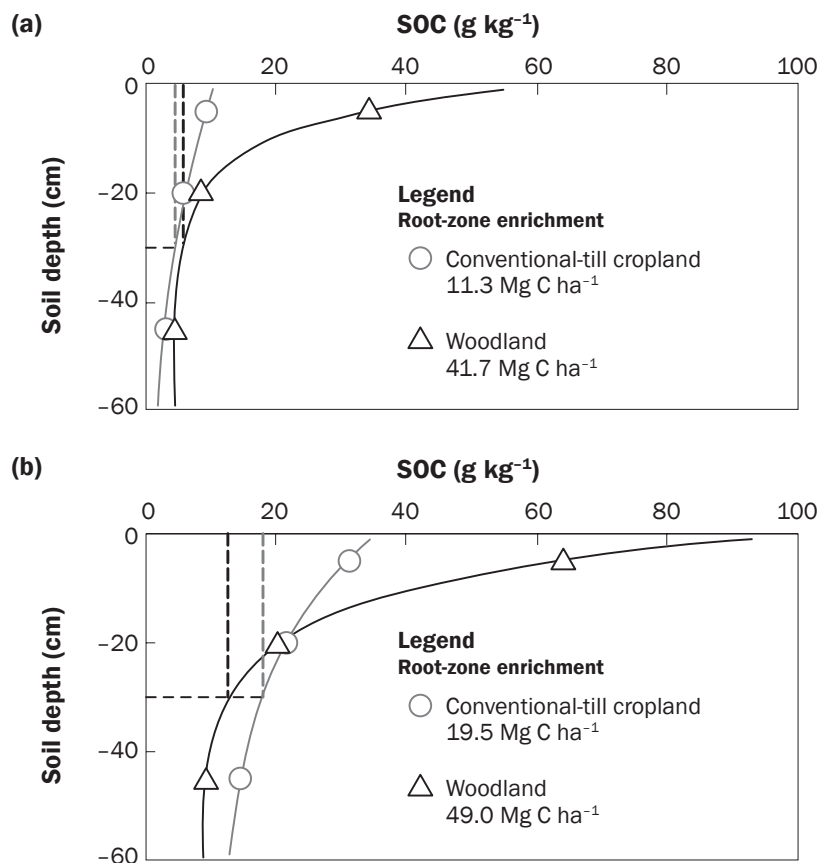 (a)
SOC (g kg⁻¹)
0 20 40 60 80 100
Soil depth (cm)
0
–20
–40
–60
Legend
Root-zone enrichment
Conventional-till cropland
11.3 Mg C ha⁻¹
Woodland
41.7 Mg C ha⁻¹
(b)
SOC (g kg⁻¹)
0 20 40 60 80 100
Soil depth (cm)
0
–20
–40
–60
Legend
Root-zone enrichment
Conventional-till cropland
19.5 Mg C ha⁻¹
Woodland
49.0 Mg C ha⁻¹